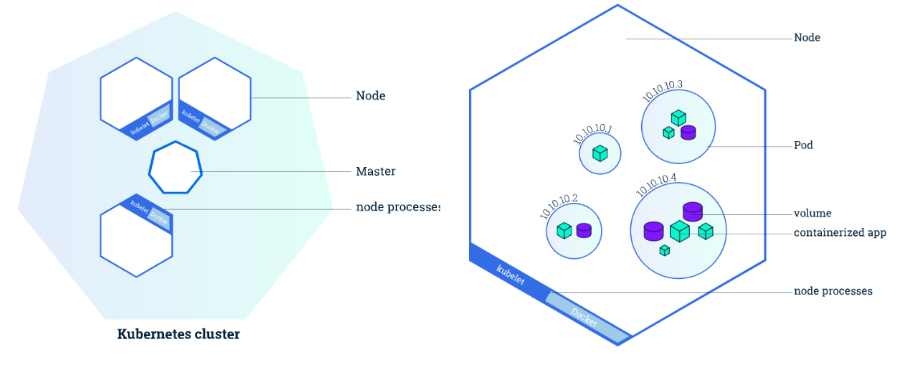 kubelet
Docker
kubelet
Docker
Node
Master
kubelet
Docker
node processes
Kubernetes cluster
Node
10.10.10.3
10.10.10.1
Pod
10.10.10.4
10.10.10.2
volume
containerized app
kubelet
node processes
Docker